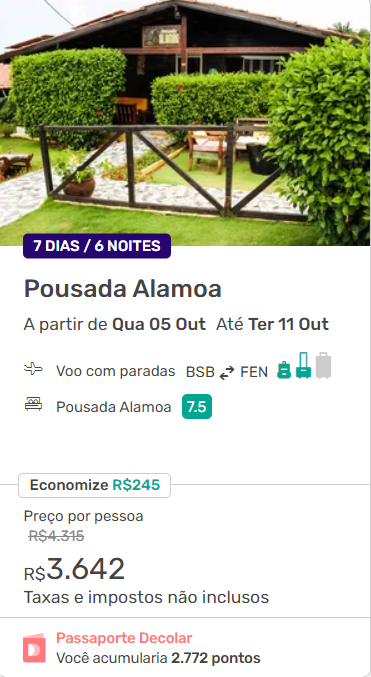 7 DIAS / 6 NOITES
Pousada Alamoa
A partir de Qua 05 Out Até Ter 11 Out
Voo com paradas BSB FEN
Pousada Alamoa 7.5
Economize R$245
Preço por pessoa
R$4.315
R$3.642
Taxas e impostos não inclusos
Passaporte Decolar
Você acumularia 2.772 pontos